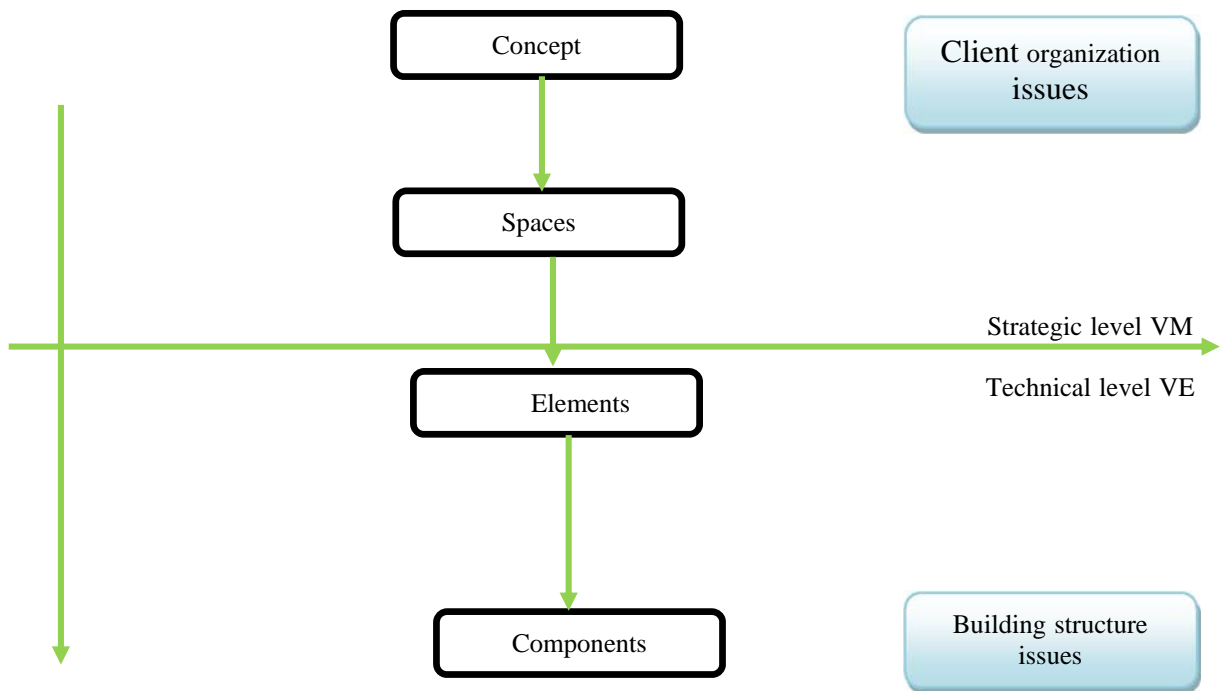 Concept
Client organization
issues
Spaces
Strategic level VM
Technical level VE
Elements
Components
Building structure
issues